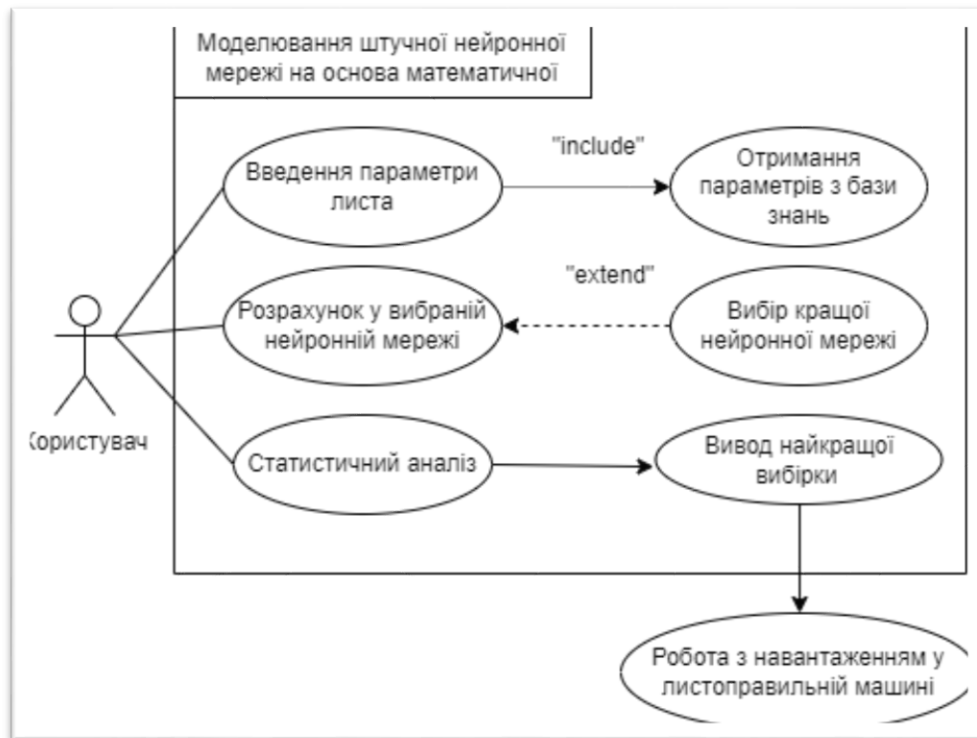 Моделювання штучної нейронної
мережі на основа математичної
Введення параметри
листа
"include"
Отримання
параметрів з бази
знань
Розрахунок у вибраній
нейронній мережі
"extend"
Вибір кращої
нейронної мережі
Користувач
Статистичний аналіз
Вивод найкращої
вибірки
Робота з навантаженням у
листоправильній машині